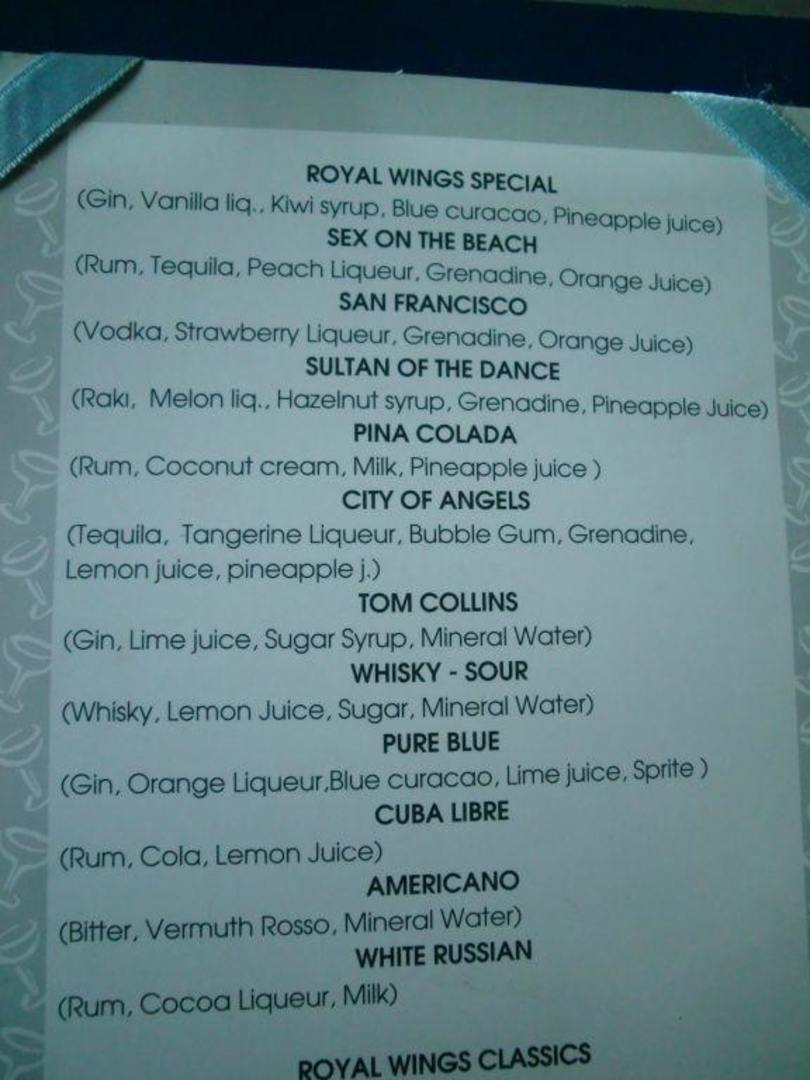 ROYAL WINGS SPECIAL
(Gin, Vanilla liq., Kiwi syrup, Blue curacao, Pineapple juice)
SEX ON THE BEACH
(Rum, Tequila, Peach Liqueur, Grenadine, Orange Juice)
SAN FRANCISCO
(Vodka, Strawberry Liqueur, Grenadine, Orange Juice)
SULTAN OF THE DANCE
(Rakı, Melon liq., Hazelnut syrup, Grenadine, Pineapple Juice)
PINA COLADA
(Rum, Coconut cream, Milk, Pineapple juice )
CITY OF ANGELS
(Tequila, Tangerine Liqueur, Bubble Gum, Grenadine,
Lemon juice, pineapple j.)
TOM COLLINS
(Gin, Lime juice, Sugar Syrup, Mineral Water)
WHISKY - SOUR
(Whisky, Lemon Juice, Sugar, Mineral Water)
PURE BLUE
(Gin, Orange Liqueur,Blue curacao, Lime juice, Sprite )
CUBA LIBRE
(Rum, Cola, Lemon Juice)
AMERICANO
(Bitter, Vermuth Rosso, Mineral Water)
WHITE RUSSIAN
(Rum, Cocoa Liqueur, Milk)
ROYAL WINGS CLASSICS